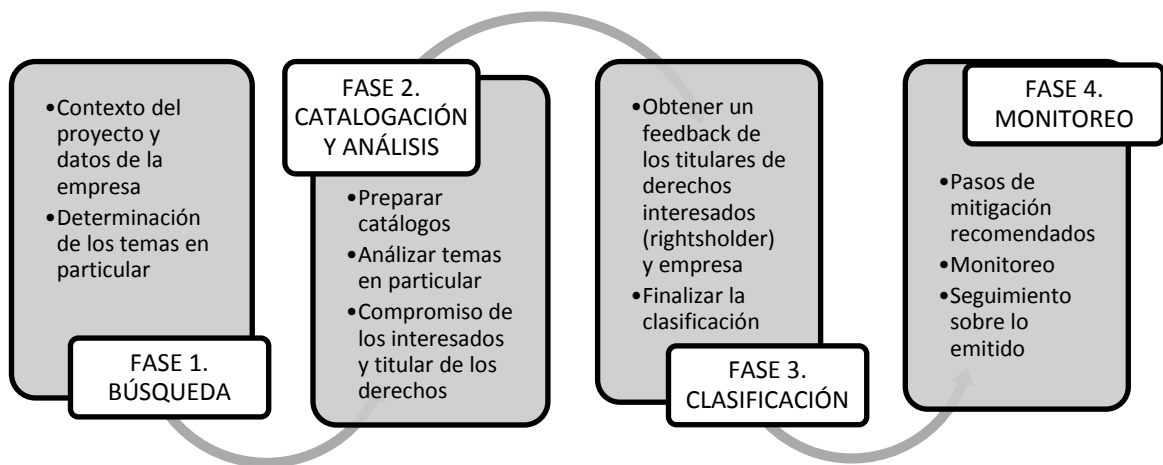 •Contexto del
proyecto y
datos de la
empresa
•Determinación
de los temas en
particular
FASE 1.
BÚSQUEDA
FASE 2.
CATALOGACIÓN
Y ANÁLISIS
•Preparar
catálogos
•Análizar temas
en particular
•Compromiso de
los interesados
y titular de los
derechos
•Obtener un
feedback de
los titulares de
derechos
interesados
(rightsholder)
y empresa
•Finalizar la
clasificación
FASE 3.
CLASIFICACIÓN
FASE 4.
MONITOREO
•Pasos de
mitigación
recomendados
•Monitoreo
•Seguimiento
sobre lo
emitido